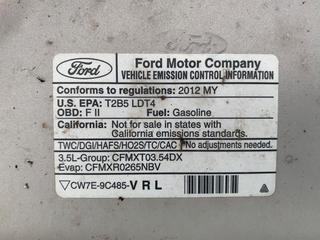 Ford
Ford Motor Company
VEHICLE EMISSION CONTROL INFORMATION
Conforms to regulations: 2012 MY
U.S. EPA: T2B5 LDT4
OBD: F II Fuel: Gasoline
California: Not for sale in states with
California emissions standards.
TWC/DGI/HAFS/HO2S/TC/CAC No adjustments needed.
3.5L-Group: CFMXT03.54DX
Evap: CFMXR0265NBV
CW7E-9C485-V R L